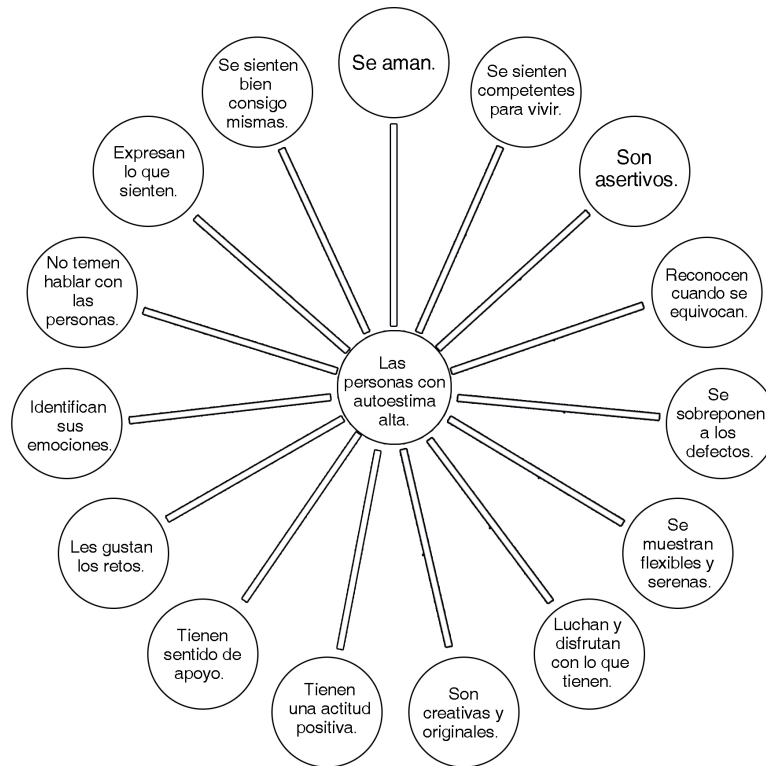 Se aman.
Se sienten
competentes
para vivir.
Son
asertivos.
Reconocen
cuando se
equivocan.
Se
sobreponen
a los
defectos.
Se
muestran
flexibles y
serenas.
Luchan y
disfrutan
con lo que
tienen.
Son
creativas y
originales.
Tienen
una actitud
positiva.
Tienen
sentido de
apoyo.
Les gustan
los retos.
Identifican
sus
emociones.
No temen
hablar con
las
personas.
Expresan
lo que
sienten.
Se sienten
bien
consigo
mismas.
Las
personas con
autoestima
alta.